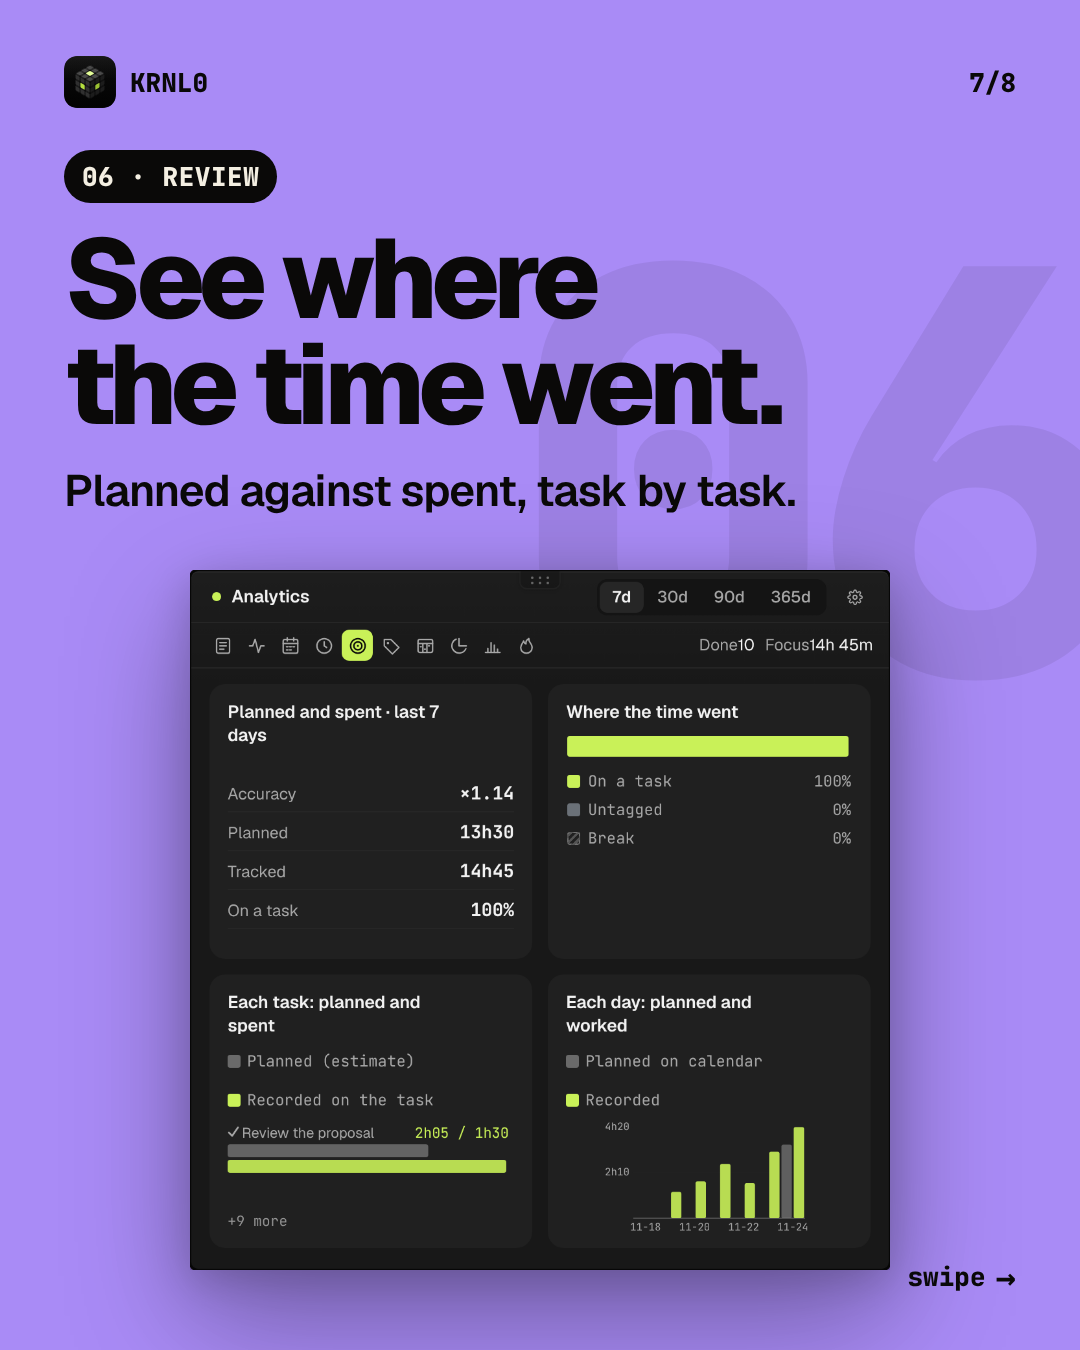 KRNL0
7/8
06 · REVIEW
See where
the time went.
06
Planned against spent, task by task.
Analytics
7d 30d 90d 365d
Done10 Focus14h 45m
Planned and spent · last 7
days
Accuracy ×1.14
Planned 13h30
Tracked 14h45
On a task 100%
Where the time went
On a task 100%
Untagged 0%
Break 0%
Each task: planned and
spent
Planned (estimate)
Recorded on the task
Review the proposal 2h05 / 1h30
+9 more
Each day: planned and
worked
Planned on calendar
Recorded
4h20
2h10
11-18 11-20 11-22 11-24
swipe →